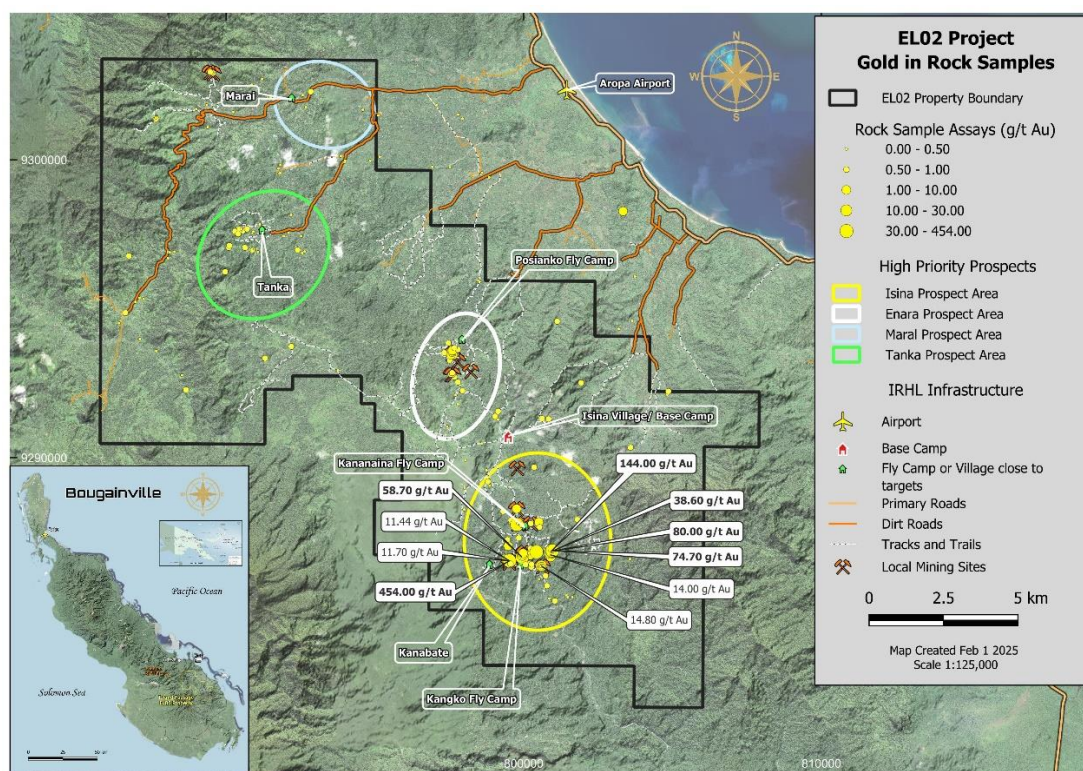 EL02 Project
Gold in Rock Samples
EL02 Property Boundary
Rock Sample Assays (g/t Au)
0.00 - 0.50
0.50 - 1.00
1.00 - 10.00
10.00 - 30.00
30.00 - 454.00
High Priority Prospects
Isina Prospect Area
Enara Prospect Area
Maral Prospect Area
Tanka Prospect Area
IRHL Infrastructure
Airport
Base Camp
Fly Camp or Village close to
targets
Primary Roads
Dirt Roads
Tracks and Trails
Local Mining Sites
0 2.5 5 km
Map Created Feb 1 2025
Scale 1:125,000
N
W E
S
Aropa Airport
Marai
9300000
Tanka
Posianko Fly Camp
Isina Village/ Base Camp
9290000
Kananaina Fly Camp
144.00 g/t Au
58.70 g/t Au
38.60 g/t Au
11.44 g/t Au
80.00 g/t Au
11.70 g/t Au
74.70 g/t Au
454.00 g/t Au
14.00 g/t Au
14.80 g/t Au
Kanabate
Kangko Fly Camp
800000
810000
Bougainville
Pacific Ocean
Solomon Sea